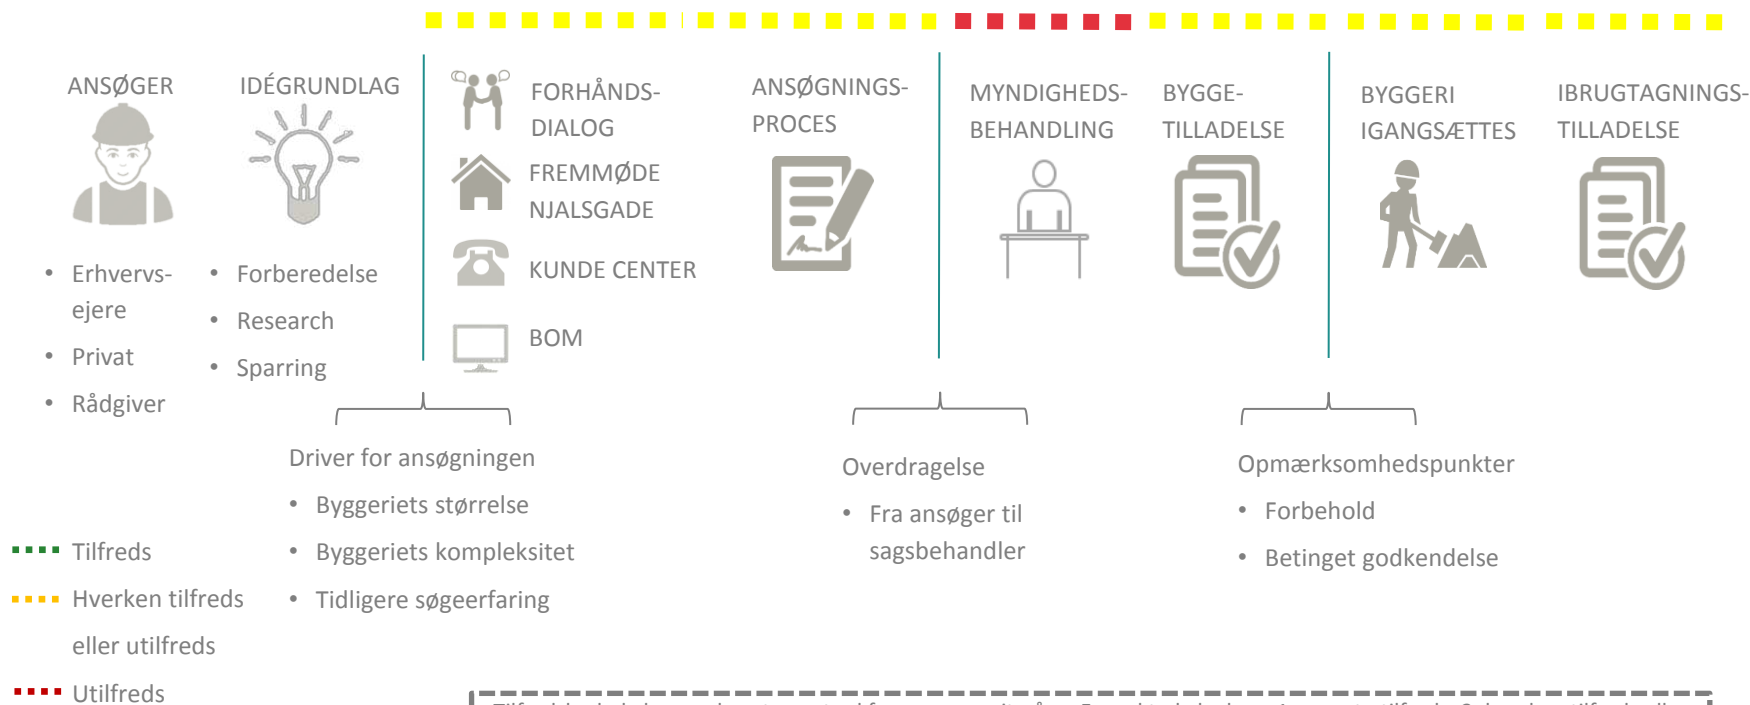 ANSØGER
IDÉGRUNDLAG
FORHÅNDS-
DIALOG
FREMMØDE
NJALSGADE
KUNDE CENTER
BOM
ANSØGNINGS-
PROCES
MYNDIGHEDS-
BEHANDLING
BYGGE-
TILLADELSE
BYGGERI
IGANGSÆTTES
IBRUGTAGNINGS-
TILLADELSE
• Erhvervs-
ejere
• Privat
• Rådgiver
• Forberedelse
• Research
• Sparring
Driver for ansøgningen
• Byggeriets størrelse
• Byggeriets kompleksitet
• Tidligere søgeerfaring
Overdragelse
• Fra ansøger til
sagsbehandler
Opmærksomhedspunkter
• Forbehold
• Betinget godkendelse
Tilfreds
Hverken tilfreds
eller utilfreds
Utilfreds